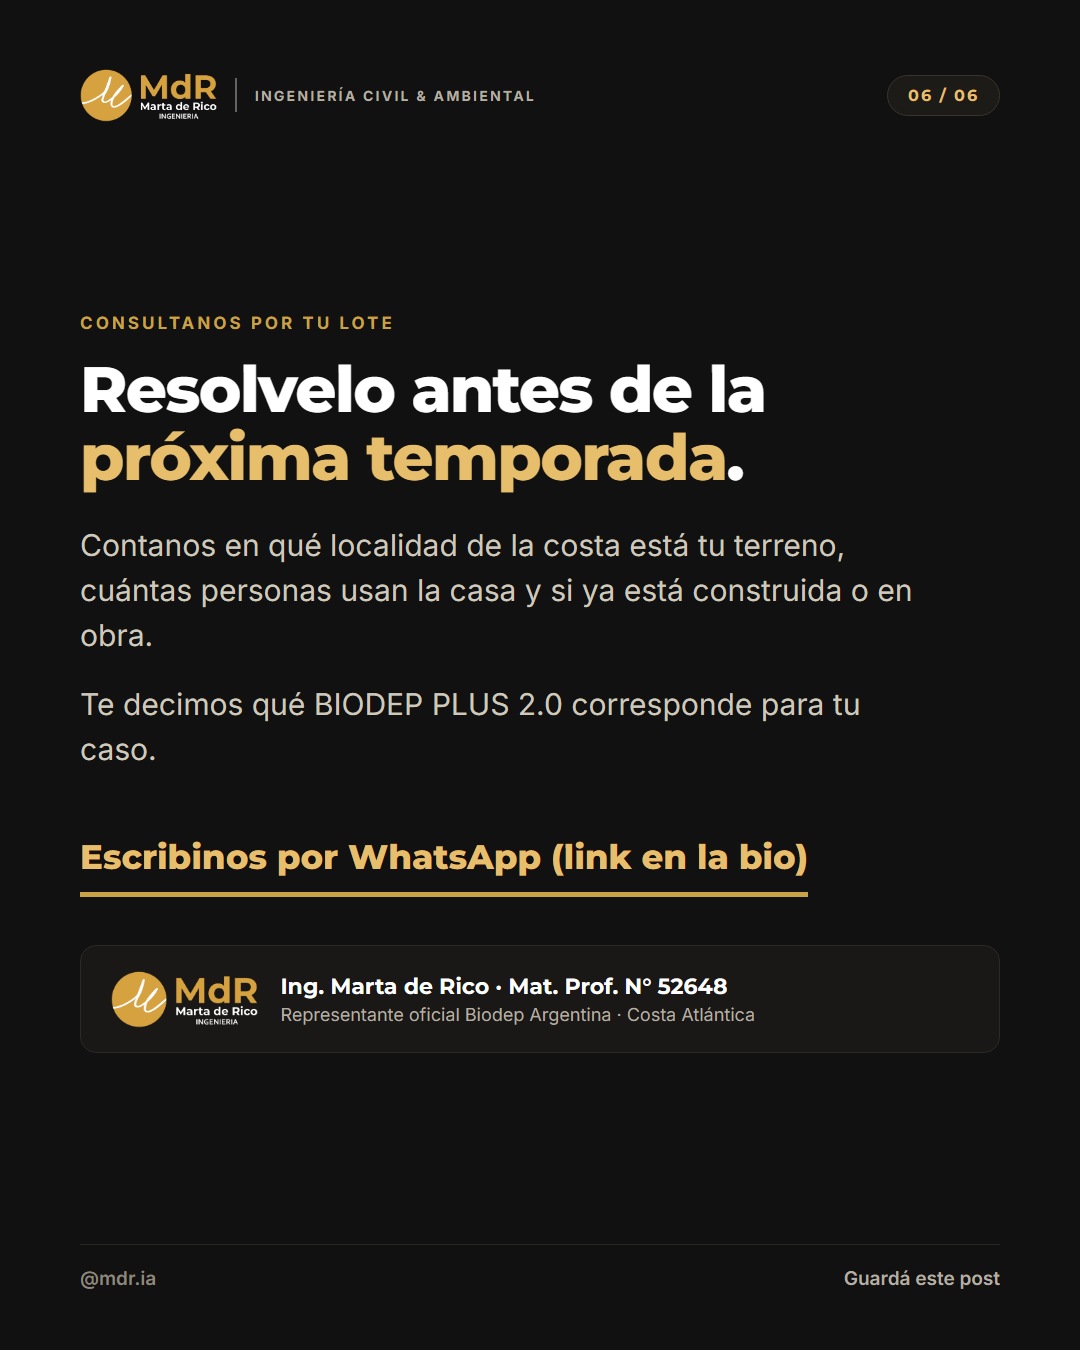 MdR
Marta de Rico
INGENIERIA
INGENIERÍA CIVIL & AMBIENTAL
06 / 06
CONSULTANOS POR TU LOTE
Resolvelo antes de la
próxima temporada.
Contanos en qué localidad de la costa está tu terreno,
cuántas personas usan la casa y si ya está construida o en
obra.
Te decimos qué BIODEP PLUS 2.0 corresponde para tu
caso.
Escribinos por WhatsApp (link en la bio)
MdR
Marta de Rico
INGENIERIA
Ing. Marta de Rico · Mat. Prof. N° 52648
Representante oficial Biodep Argentina · Costa Atlántica
@mdr.ia
Guardá este post